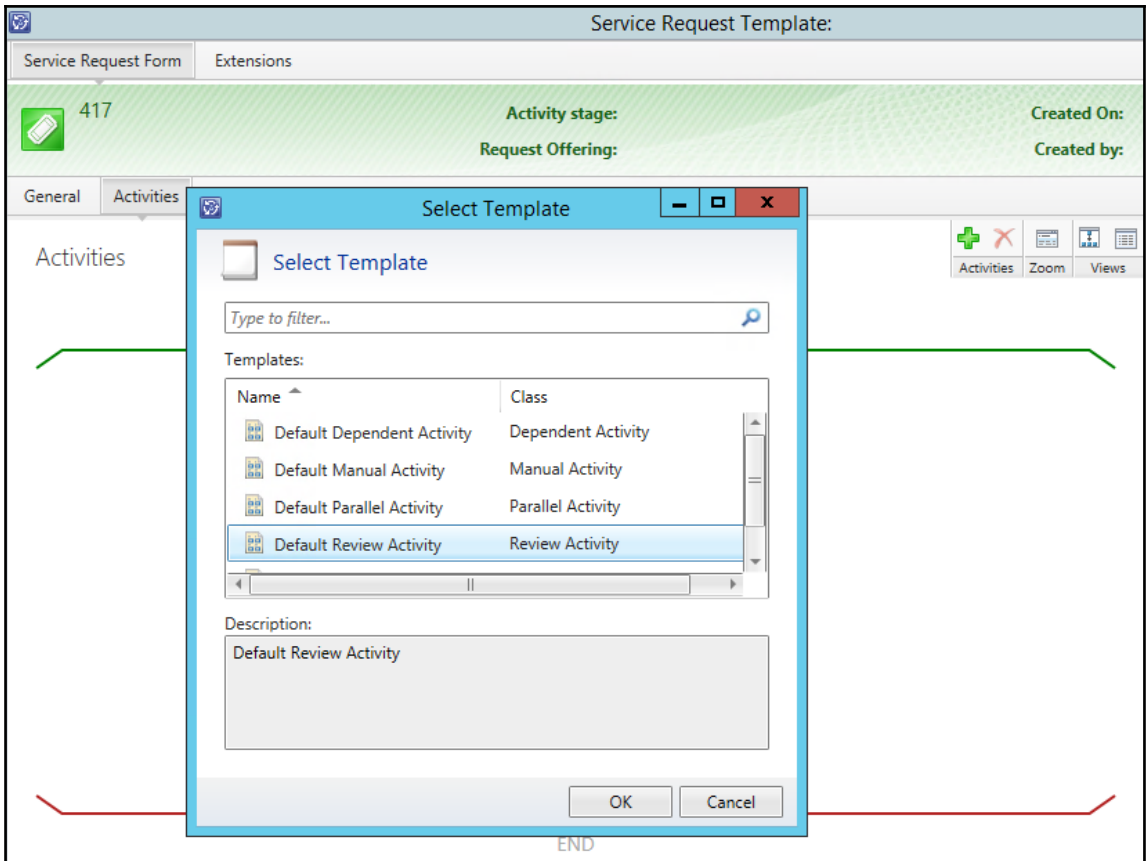 Service Request Template:
Service Request Form Extensions
417
Activity stage:
Created On:
Request Offering:
Created by:
General Activities
Select Template
Activities
Select Template
Activities Zoom Views
Type to filter...
Templates:
Name Class
Default Dependent Activity Dependent Activity
Default Manual Activity Manual Activity
Default Parallel Activity Parallel Activity
Default Review Activity Review Activity
Description:
Default Review Activity
OK Cancel
END